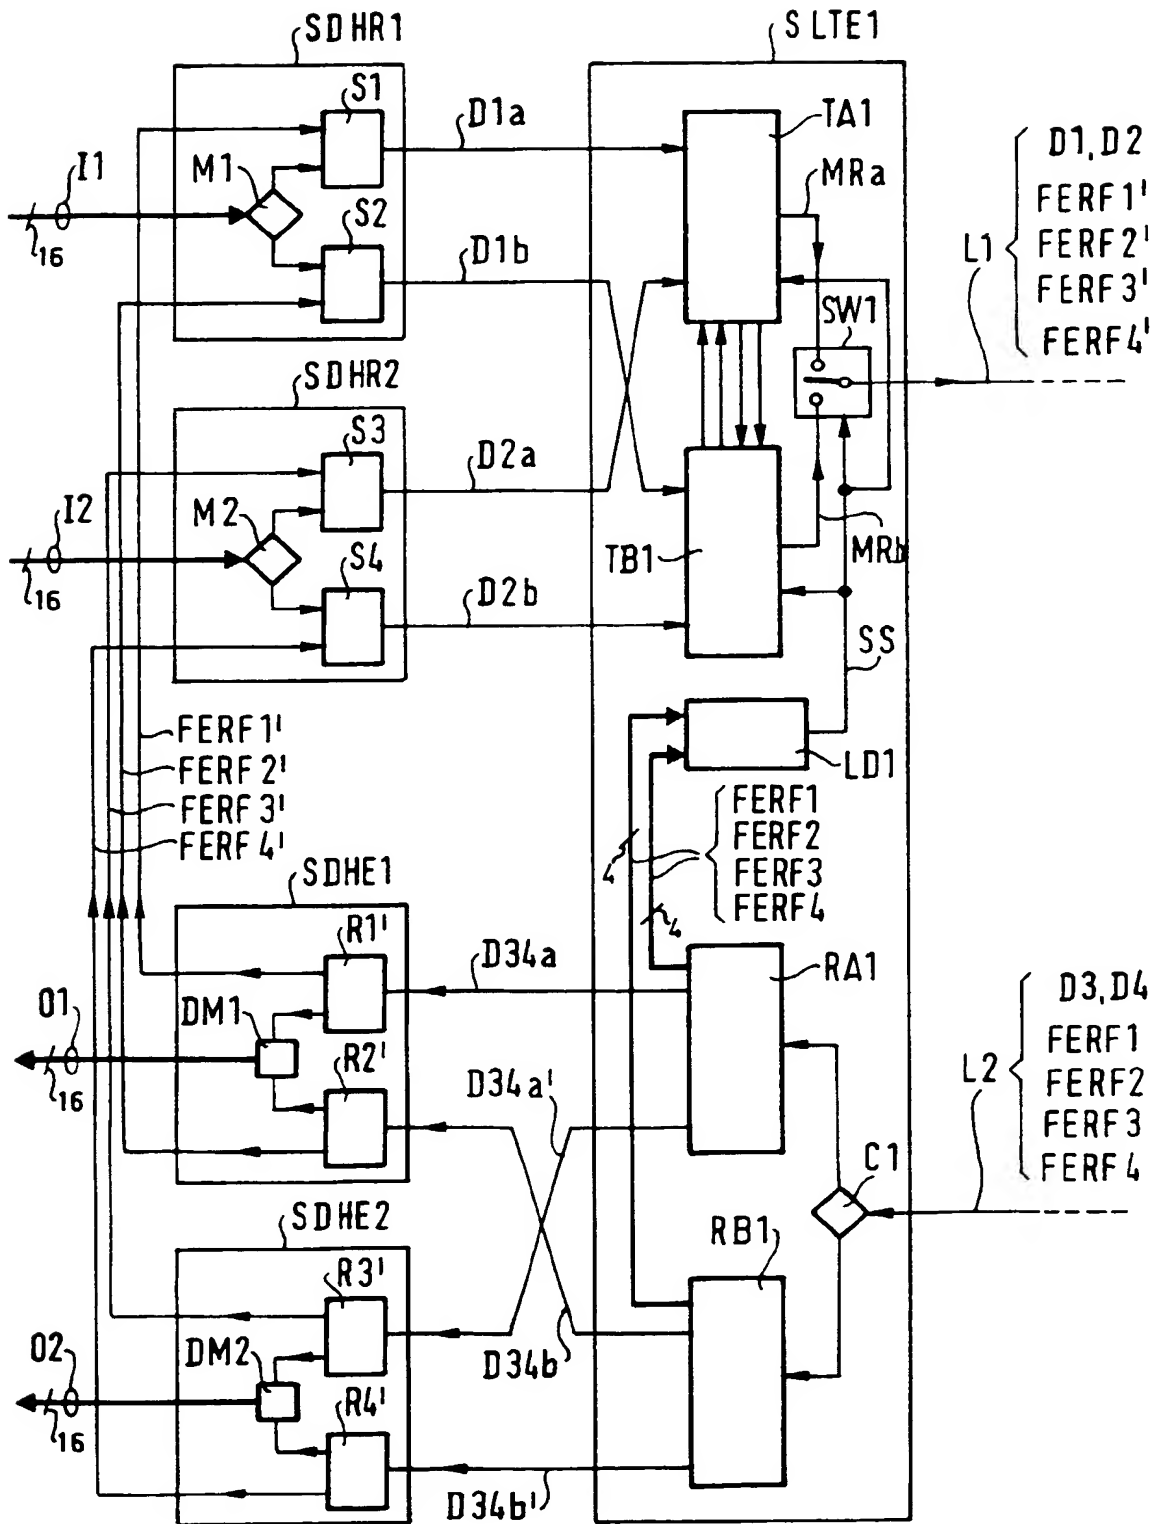 SDHR1
SLTE1
S1
D1a
TA1
D1, D2
I1
M1
MRa
FERF1'
16
S2
D1b
L1
FERF2'
FERF3'
SW1
FERF4'
SDHR2
S3
D2a
I2
M2
16
S4
TB1
MRb
D2b
SS
FERF1'
FERF2'
FERF3'
FERF4'
LD1
FERF1
FERF2
FERF3
FERF4
4
4
SDHE1
R1'
D34a
RA1
O1
DM1
D3, D4
FERF1
16
R2'
D34a'
L2
FERF2
FERF3
FERF4
C1
SDHE2
RB1
R3'
O2
DM2
D34b
16
R4'
D34b'